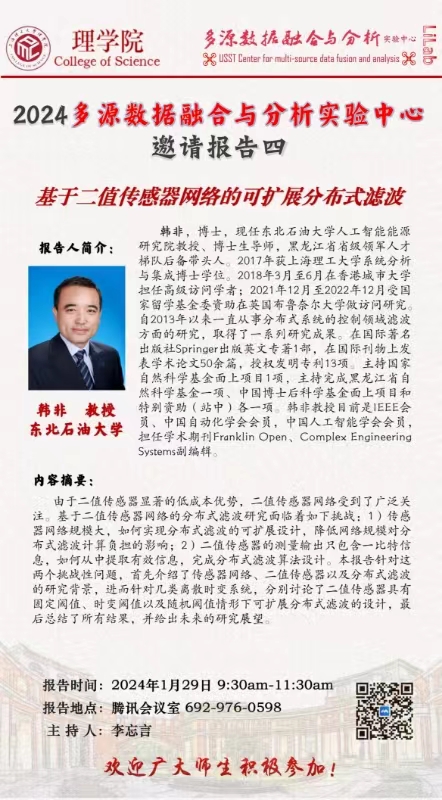 理学院
College of Science
多源数据融合与分析实验中心
USST Center for multi-source data fusion and analysis
LiLab
2024多源数据融合与分析实验中心
邀请报告四
基于二值传感器网络的可扩展分布式滤波
报告人简介：
韩非 教授
东北石油大学
韩非，博士，现任东北石油大学人工智能能源
研究院教授、博士生导师，黑龙江省省级领军人才
梯队后备带头人。2017年获上海理工大学系统分析
与集成博士学位。2018年3月至6月在香港城市大学
担任高级访问学者；2021年12月至2022年12月受国
家留学基金委资助在英国布鲁奈尔大学做访问研究。
自2013年以来一直从事分布式系统的控制领域滤波
方面的研究，取得了一系列研究成果。在国际著名
出版社Springer出版英文专著1部，在国际刊物上发
表学术论文50余篇，授权发明专利13项。主持国家
自然科学基金面上项目1项，主持完成黑龙江省自
然科学基金一项、中国博士后科学基金面上项目和
特别资助（站中）各一项。韩非教授目前是IEEE会
员、中国自动化学会会员，中国人工智能学会会员，
担任学术期刊Franklin Open、Complex Engineering
Systems副编辑。
内容摘要：
由于二值传感器显著的低成本优势，二值传感器网络受到了广泛关
注。基于二值传感器网络的分布式滤波研究面临着如下挑战：1）传感
器网络规模大，如何实现分布式滤波的可扩展设计，降低网络规模对分
布式滤波计算负担的影响；2）二值传感器的测量输出只包含一比特信
息，如何从中提取有效信息，完成分布式滤波算法设计。本报告针对这
两个挑战性问题，首先介绍了传感器网络、二值传感器以及分布式滤波
的研究背景，进而针对几类离散时变系统，分别讨论了二值传感器具有
固定阈值、时变阈值以及随机阈值情形下可扩展分布式滤波的设计，最
后总结了所有结果，并给出未来的研究展望。
报告时间：2024年1月29日 9:30am-11:30am
报告地点：腾讯会议室 692-976-0598
主 持 人：李忘言
欢迎广大师生积极参加！